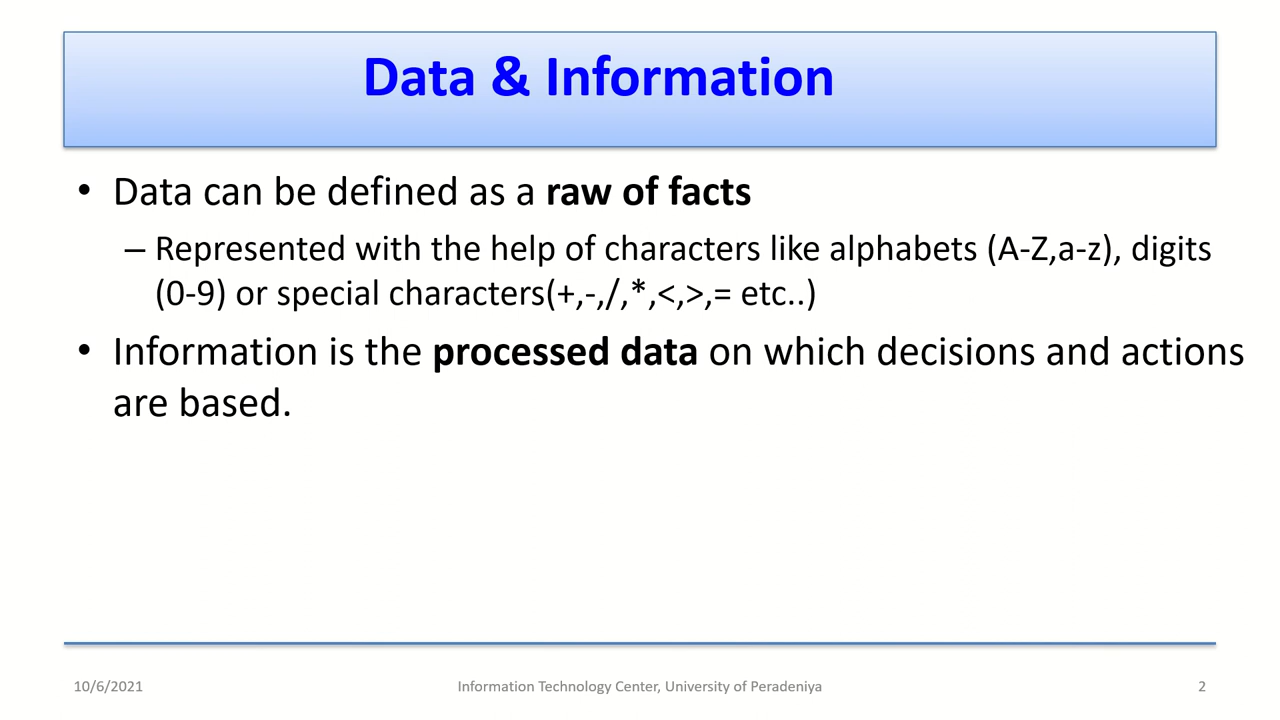 Data & Information
• Data can be defined as a raw of facts
– Represented with the help of characters like alphabets (A-Z,a-z), digits
(0-9) or special characters(+,-,/,*,<,>,= etc..)
• Information is the processed data on which decisions and actions
are based.
10/6/2021 Information Technology Center, University of Peradeniya 2